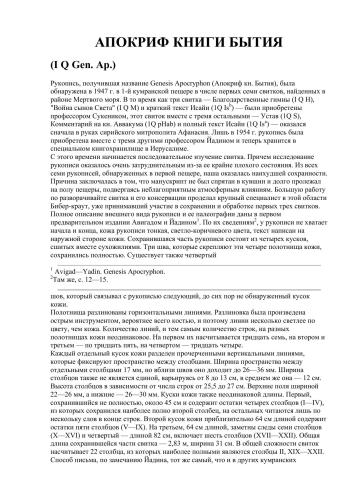 АПОКРИФ КНИГИ БЫТИЯ
(I Q Gen. Ap.)
Рукопись, получившая название Genesis Apocryphon (Апокриф кн. Бытия), была
обнаружена в 1947 г. в 1-й кумранской пещере в числе первых семи свитков, найденных в
районе Мертвого моря. В то время как три свитка — Благодарственные гимны (I Q H),
"Война сынов Света" (I Q M) и краткий текст Исайи (1Q Isᵇ) — были приобретены
профессором Сукеником, этот свиток вместе с тремя остальными — Устав (1Q S),
Комментарий на кн. Аввакума (1Q pHab) и полный текст Исайи (1Q Isᵃ) — оказался
сначала в руках сирийского митрополита Афанасия. Лишь в 1954 г. рукопись была
приобретена вместе с тремя другими профессором Йадином и теперь хранится в
специальном книгохранилище в Иерусалиме.
С этого времени начинается последовательное изучение свитка. Причем исследование
рукописи оказалось очень затруднительным из-за ее крайне плохого состояния. Из всех
семи рукописей, обнаруженных в первой пещере, наша оказалась наихудшей сохранности.
Причина заключалась в том, что манускрипт не был спрятан в кувшин и долго пролежал
на полу пещеры, подвергаясь неблагоприятным атмосферным влияниям. Большую работу
по разворачивайте свитка и его консервации проделал крупный специалист в этой области
Бибер-краут, уже принимавший участие в сохранении и обработке первых трех свитков.
Полное описание внешнего вида рукописи и ее палеографии даны в первом
предварительном издании Авигадом и Йадином¹. По их сведениям², у рукописи не хватает
начала и конца, кожа рукописи тонкая, светло-коричневого цвета, текст написан на
наружной стороне кожи. Сохранившаяся часть рукописи состоит из четырех кусков,
сшитых вместе сухожилиями. Три шва, которые скрепляют эти четыре полотнища кожи,
сохранились полностью. Существует также четвертый
¹ Avigad—Yadin. Genesis Apocryphon.
²Там же, с. 12—15.
шов, который связывал с рукописью следующий, до сих пор не обнаруженный кусок
кожи.
Полотнища разлинованы горизонтальными линиями. Разлиновка была произведена
острым инструментом, вероятнее всего костью, и потому линии несколько светлее по
цвету, чем кожа. Количество линий, и тем самым количество строк, на разных
полотнищах кожи неодинаковое. На первом их насчитывается тридцать семь, на втором и
третьем — по тридцать пять, на четвертом — тридцать четыре.
Каждый отдельный кусок кожи разделен прочерченными вертикальными линиями,
которые фиксируют пространство между столбцами. Ширина пространства между
отдельными столбцами 17 мм, но вблизи швов оно доходит до 26—36 мм. Ширина
столбцов также не является единой, варьируясь от 8 до 13 см, в среднем же она — 12 см.
Высота столбцов в зависимости от числа строк от 25,5 до 27 см. Верхние поля шириной
22—26 мм, а нижние — 26—30 мм. Куски кожи также неодинаковой длины. Первый,
сохранившийся не полностью, около 45 см и содержит остатки четырех столбцов (I—IV),
из которых сохранился наиболее полно второй столбец, на остальных читаются лишь по
нескольку слов в конце строк. Второй кусок кожи приблизительно 64 см длиной содержит
остатки пяти столбцов (V—IX). На третьем, 64 см длиной, заметны следы семи столбцов
(X—XVI) и четвертый — длиной 82 см, включает шесть столбцов (XVII—XXII). Общая
длина сохранившейся части свитка — 2,83 м, ширина 31 см. В общей сложности свиток
насчитывает 22 столбца, из которых наиболее полными являются столбцы II, XIX—XXII.
Способ письма, по замечанию Йадина, тот же самый, что и в других кумранских